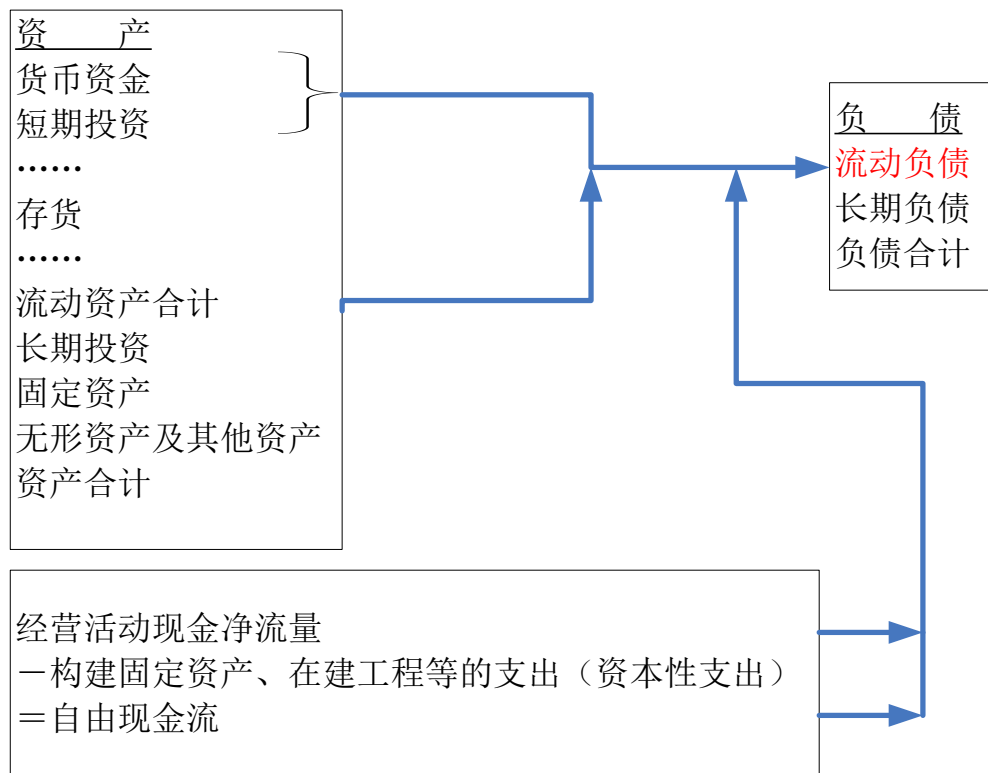 资　　产
货币资金
短期投资
……
存货
……
流动资产合计
长期投资
固定资产
无形资产及其他资产
资产合计
负　　债
流动负债
长期负债
负债合计
经营活动现金净流量
－构建固定资产、在建工程等的支出（资本性支出）
＝自由现金流